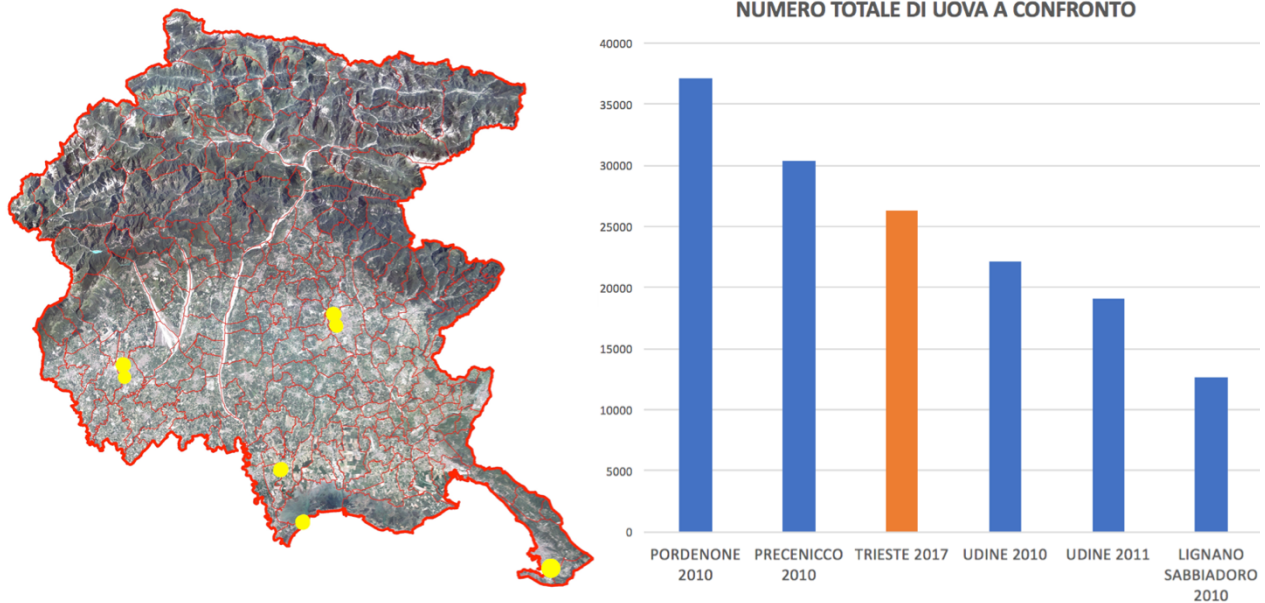 NUMERO TOTALE DI UOVA A CONFRONTO
40000
35000
30000
25000
20000
15000
10000
5000
0
PORDENONE
2010
PRECENICCO
2010
TRIESTE 2017
UDINE 2010
UDINE 2011
LIGNANO
SABBIADORO
2010